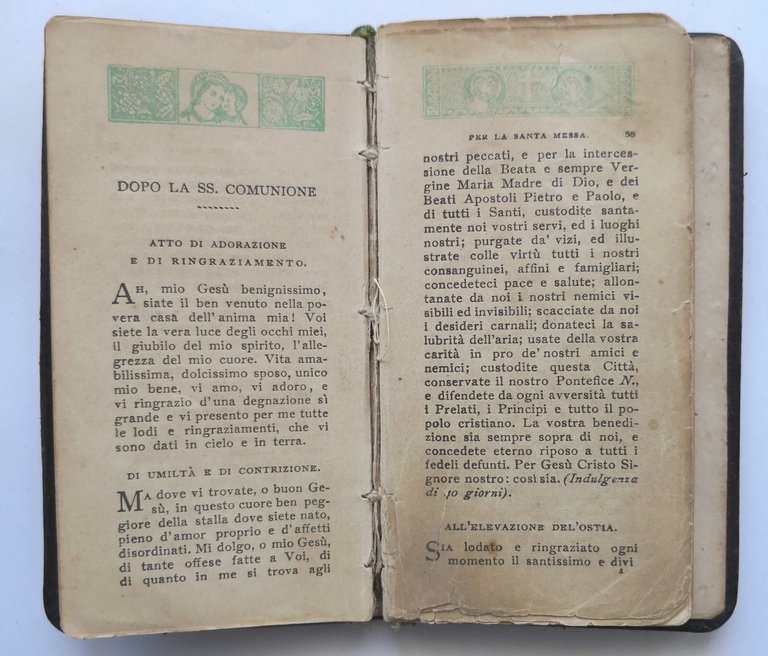 DOPO LA SS. COMUNIONE
ATTO DI ADORAZIONE
E DI RINGRAZIAMENTO.
AH, mio Gesù benignissimo,
siate il ben venuto nella po-
vera casa dell'anima mia! Voi
siete la vera luce degli occhi miei,
il giubilo del mio spirito, l'alle-
grezza del mio cuore. Vita ama-
bilissima, dolcissimo sposo, unico
mio bene, vi amo, vi adoro, e
vi ringrazio d'una degnazione sì
grande e vi presento per me tutte
le lodi e ringraziamenti, che vi
sono dati in cielo e in terra.
DI UMILTÀ E DI CONTRIZIONE.
MA dove vi trovate, o buon Ge-
sù, in questo cuore ben peg-
giore della stalla dove siete nato,
pieno d'amor proprio e d'affetti
disordinati. Mi dolgo, o mio Gesù,
di tante offese fatte a Voi, di
di quanto in me si trova agli
PER LA SANTA MESSA.
nostri peccati, e per la interces-
sione della Beata e sempre Ver-
gine Maria Madre di Dio, e dei
Beati Apostoli Pietro e Paolo, e
di tutti i Santi, custodite santa-
mente noi vostri servi, ed i luoghi
nostri; purgate da' vizi, ed illu-
strate colle virtù tutti i nostri
consanguinei, affini e famigliari;
concedeteci pace e salute; allon-
tanate da noi i nostri nemici vi-
sibili ed invisibili; scacciate da noi
i desideri carnali; donateci la sa-
lubrità dell'aria; usate della vostra
carità in pro de' nostri amici e
nemici; custodite questa Città,
conservate il nostro Pontefice N.,
e difendete da ogni avversità tutti
i Prelati, i Principi e tutto il po-
polo cristiano. La vostra benedi-
zione sia sempre sopra di noi, e
concedete eterno riposo a tutti i
fedeli defunti. Per Gesù Cristo Si-
gnore nostro: così sia. (Indulgenza
di giorni).
ALL'ELEVAZIONE DEL'OSTIA.
SIA lodato e ringraziato ogni
momento il santissimo e divi
4